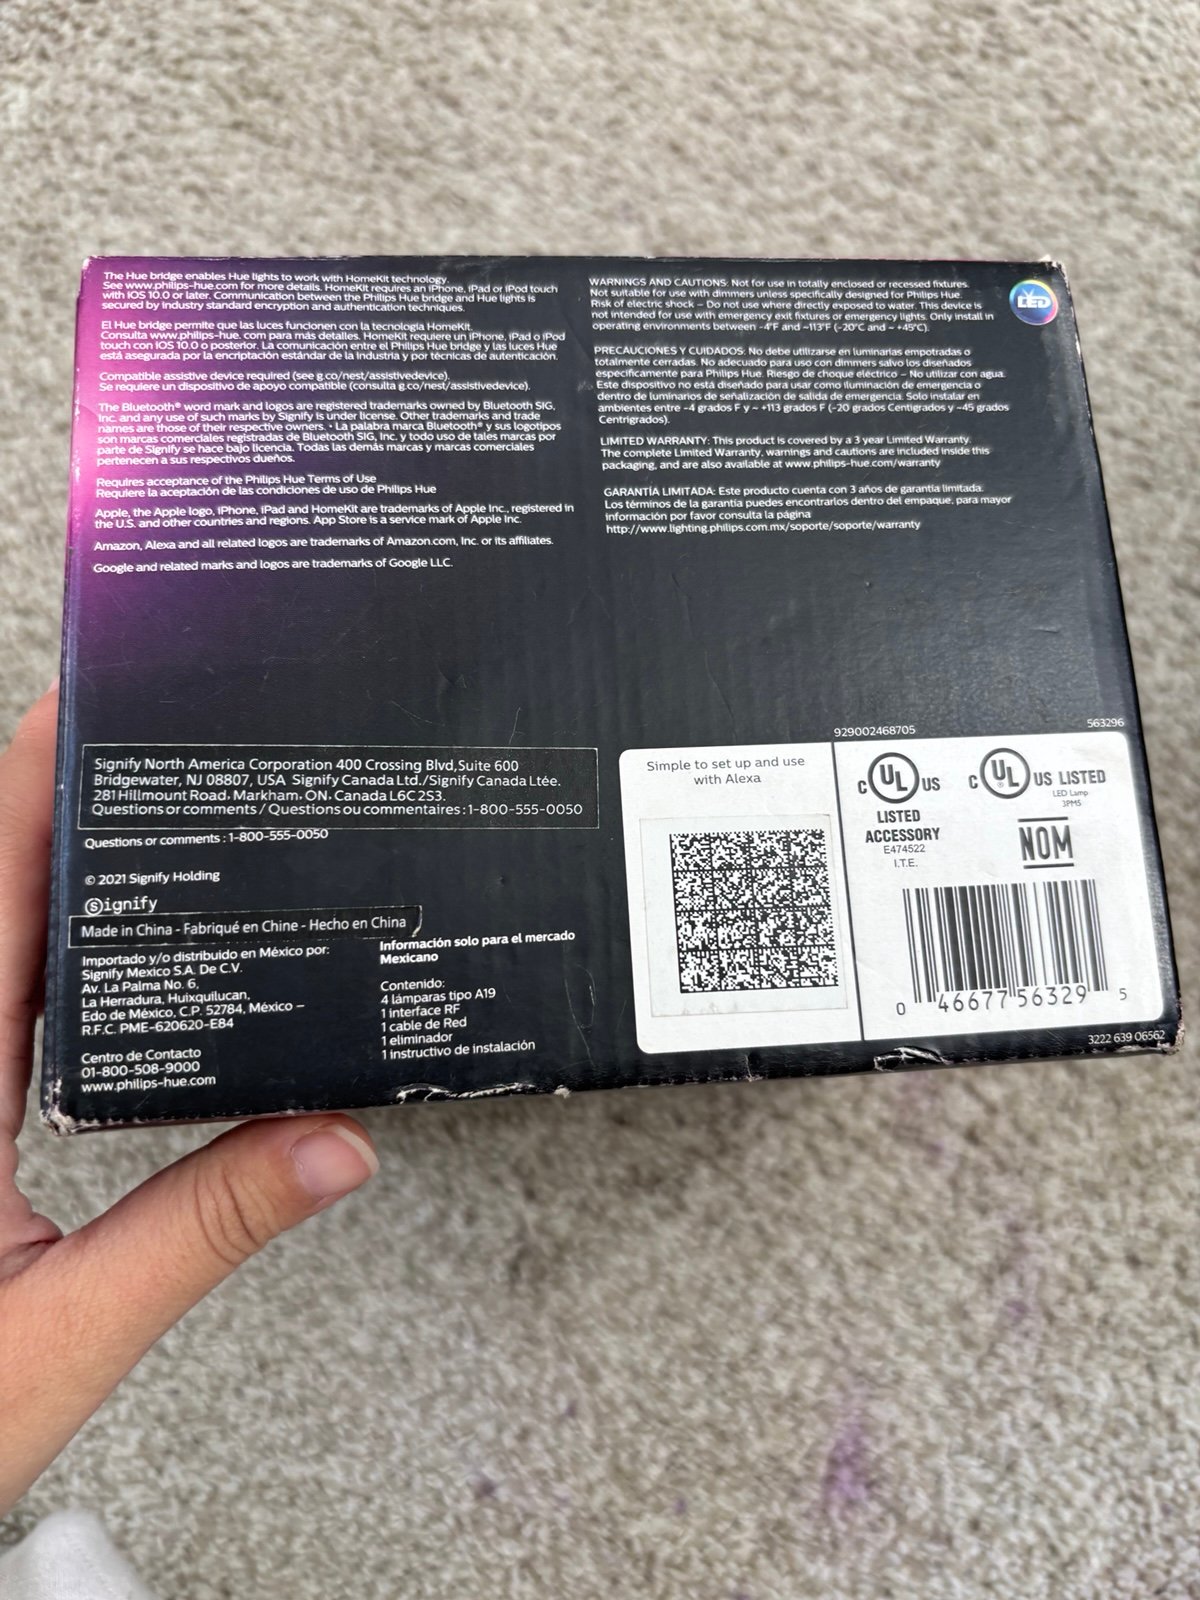 The Hue bridge enables Hue lights to work with HomeKit technology.
See www.philips-hue.com for more details. HomeKit requires an iPhone, iPad or iPod touch
with iOS 10.0 or later. Communication between the Philips Hue bridge and Hue lights is
secured by industry standard encryption and authentication techniques.
El Hue bridge permite que las luces funcionen con la tecnología HomeKit.
Consulta www.philips-hue. com para más detalles. HomeKit requiere un iPhone, iPad o iPod
touch con iOS 10.0 o posterior. La comunicación entre el Philips Hue bridge y las luces Hue
está asegurada por la encriptación estándar de la Industria y por técnicas de autenticación.
Compatible assistive device required (see g.co/nest/assistivedevice).
Se requiere un dispositivo de apoyo compatible (consulta g.co/nest/assistivedevice).
The Bluetooth® word mark and logos are registered trademarks owned by Bluetooth SIG,
Inc. and any use of such marks by Signify is under license. Other trademarks and trade
names are those of their respective owners. • La palabra marca Bluetooth® y sus logotipos
son marcas comerciales registradas de Bluetooth SIG, Inc. y todo uso de tales marcas por
parte de Signify se hace bajo licencia. Todas las demás marcas y marcas comerciales
pertenecen a sus respectivos dueños.
Requires acceptance of the Philips Hue Terms of Use
Requiere la aceptación de las condiciones de uso de Philips Hue
Apple, the Apple logo, iPhone, iPad and HomeKit are trademarks of Apple Inc., registered in
the U.S. and other countries and regions. App Store is a service mark of Apple Inc.
Amazon, Alexa and all related logos are trademarks of Amazon.com, Inc. or its affiliates.
Google and related marks and logos are trademarks of Google LLC.
WARNINGS AND CAUTIONS: Not for use in totally enclosed or recessed fixtures.
Not suitable for use with dimmers unless specifically designed for Philips Hue.
Risk of electric shock – Do not use where directly exposed to water. This device is
not intended for use with emergency exit fixtures or emergency lights. Only install in
operating environments between -4°F and ~113°F (-20°C and ~ +45°C).
PRECAUCIONES Y CUIDADOS: No debe utilizarse en luminarias empotradas o
totalmente cerradas. No adecuado para uso con dimmers salvo los diseñados
específicamente para Philips Hue. Riesgo de choque eléctrico – No utilizar con agua.
Este dispositivo no está diseñado para usar como iluminación de emergencia o
dentro de luminarios de señalización de salida de emergencia. Solo instalar en
ambientes entre -4 grados F y ~ +113 grados F (-20 grados Centigrados y ~45 grados
Centrigrados).
LIMITED WARRANTY: This product is covered by a 3 year Limited Warranty.
The complete Limited Warranty, warnings and cautions are included inside this
packaging, and are also available at www.philips-hue.com/warranty
GARANTÍA LIMITADA: Este producto cuenta con 3 años de garantía limitada.
Los términos de la garantía puedes encontrarlos dentro del empaque, para mayor
información por favor consulta la página
http://www.lighting.philips.com.mx/soporte/soporte/warranty
LED
Signify North America Corporation 400 Crossing Blvd,Suite 600
Bridgewater, NJ 08807, USA Signify Canada Ltd./Signify Canada Ltée.
281 Hillmount Road, Markham, ON, Canada L6C 2S3.
Questions or comments / Questions ou commentaires : 1-800-555-0050
Questions or comments : 1-800-555-0050
© 2021 Signify Holding
Signify
Made in China - Fabriqué en Chine - Hecho en China
Importado y/o distribuido en México por:
Signify Mexico S.A. De C.V.
Av. La Palma No. 6,
La Herradura, Huixquilucan,
Edo de México, C.P. 52784, México –
R.F.C. PME-620620-E84
Centro de Contacto
01-800-508-9000
www.philips-hue.com
Información solo para el mercado
Mexicano
Contenido:
4 lámparas tipo A19
1 interface RF
1 cable de Red
1 eliminador
1 instructivo de instalación
929002468705
563296
Simple to set up and use
with Alexa
C UL US
LISTED
ACCESSORY
E474522
I.T.E.
C UL ® US LISTED
LED Lamp
3PMS
NOM
0 46677 56329 5
3222 639 06562